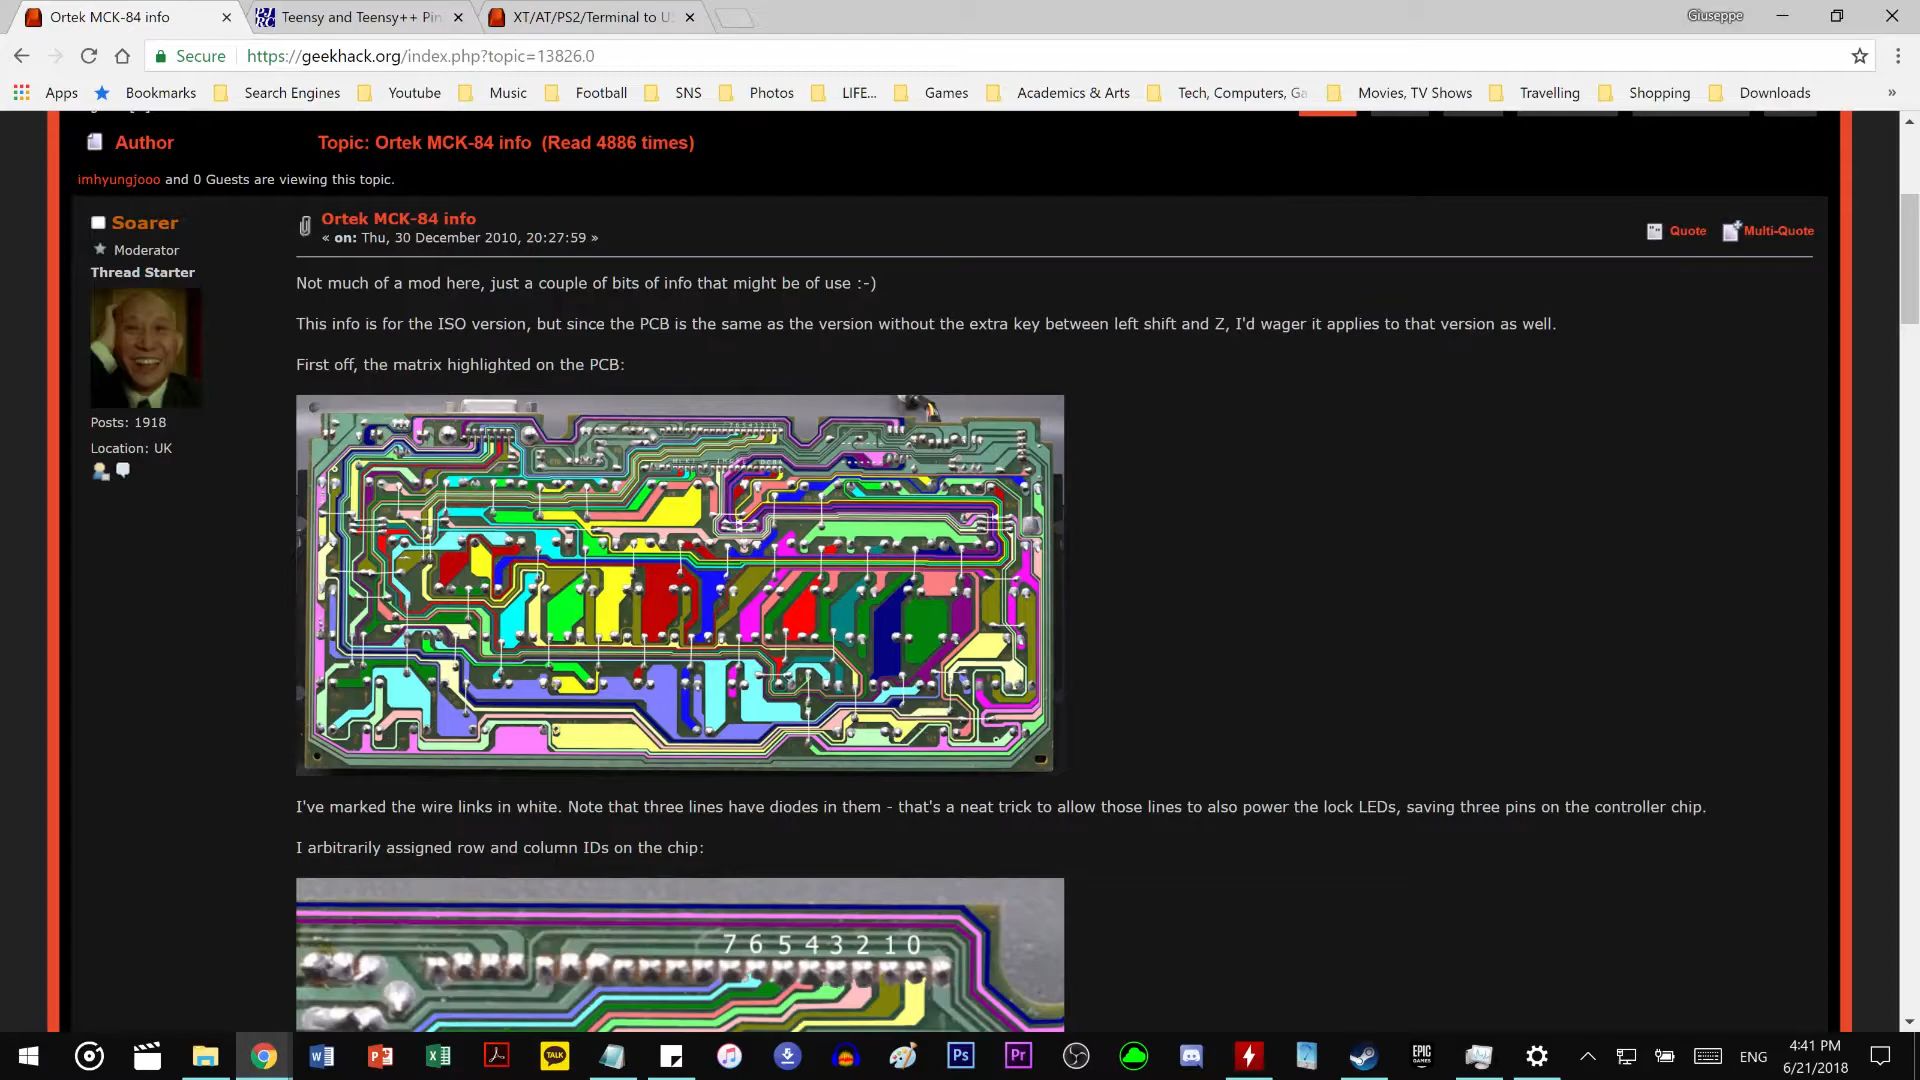 Ortek MCK-84 info
Teensy and Teensy++ Pin
XT/AT/PS2/Terminal to U
Giuseppe
Secure
https://geekhack.org/index.php?topic=13826.0
Apps Bookmarks Search Engines Youtube Music Football SNS Photos LIFE... Games Academics & Arts Tech, Computers, Ga Movies, TV Shows Travelling Shopping Downloads »
Author Topic: Ortek MCK-84 info (Read 4886 times)
imhyungjooo and 0 Guests are viewing this topic.
Soarer
Moderator
Thread Starter
Posts: 1918
Location: UK
Ortek MCK-84 info
« on: Thu, 30 December 2010, 20:27:59 »
Quote Multi-Quote
Not much of a mod here, just a couple of bits of info that might be of use :-)
This info is for the ISO version, but since the PCB is the same as the version without the extra key between left shift and Z, I'd wager it applies to that version as well.
First off, the matrix highlighted on the PCB:
I've marked the wire links in white. Note that three lines have diodes in them - that's a neat trick to allow those lines to also power the lock LEDs, saving three pins on the controller chip.
I arbitrarily assigned row and column IDs on the chip:
7 6 5 4 3 2 1 0
TALK
Ps
Pr
EPIC
GAMES
ENG
4:41 PM
6/21/2018